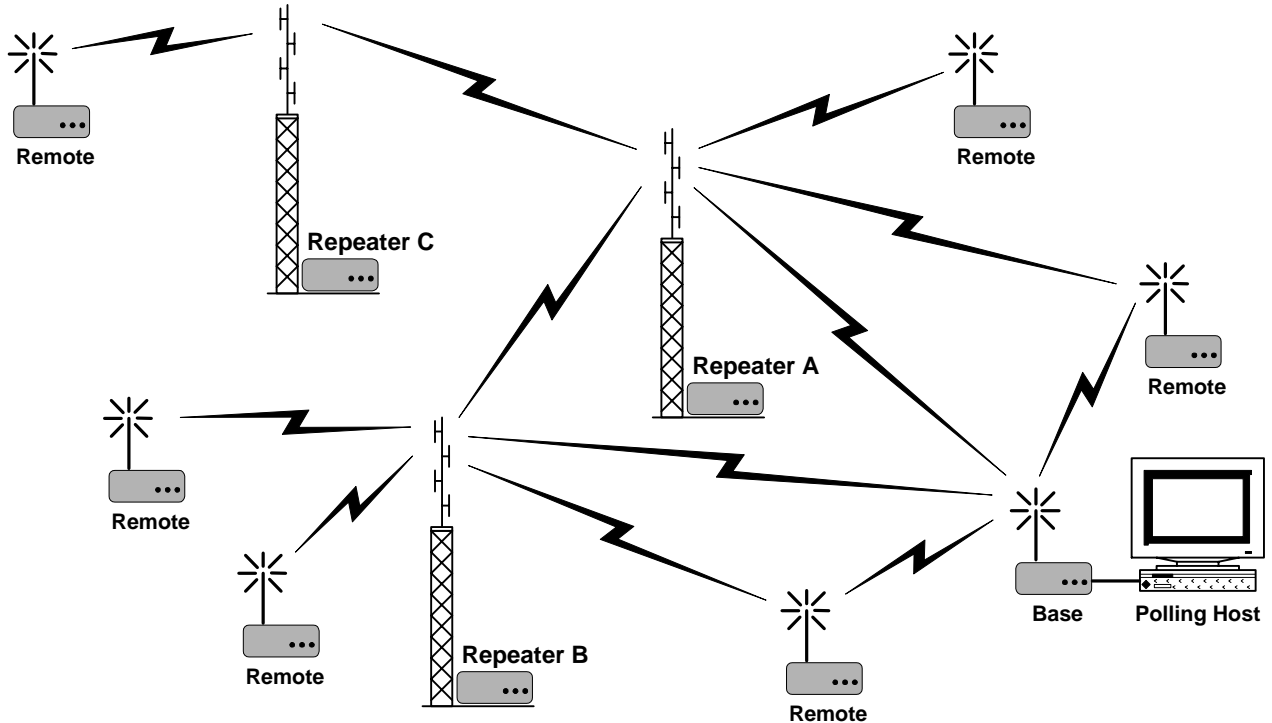 Remote
Remote
Repeater C
Repeater A
Remote
Remote
Remote
Repeater B
Remote
Base
Polling Host